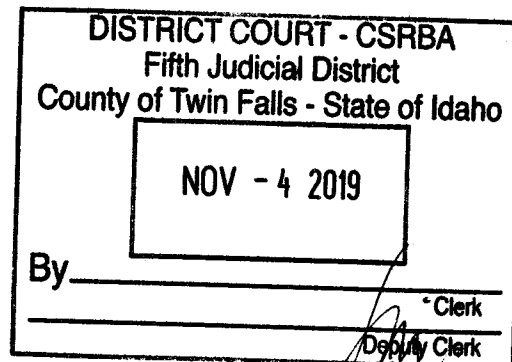 DISTRICT COURT - CSRBA
Fifth Judicial District
County of Twin Falls - State of Idaho
NOV - 4 2019
By
Clerk
Deputy Clerk